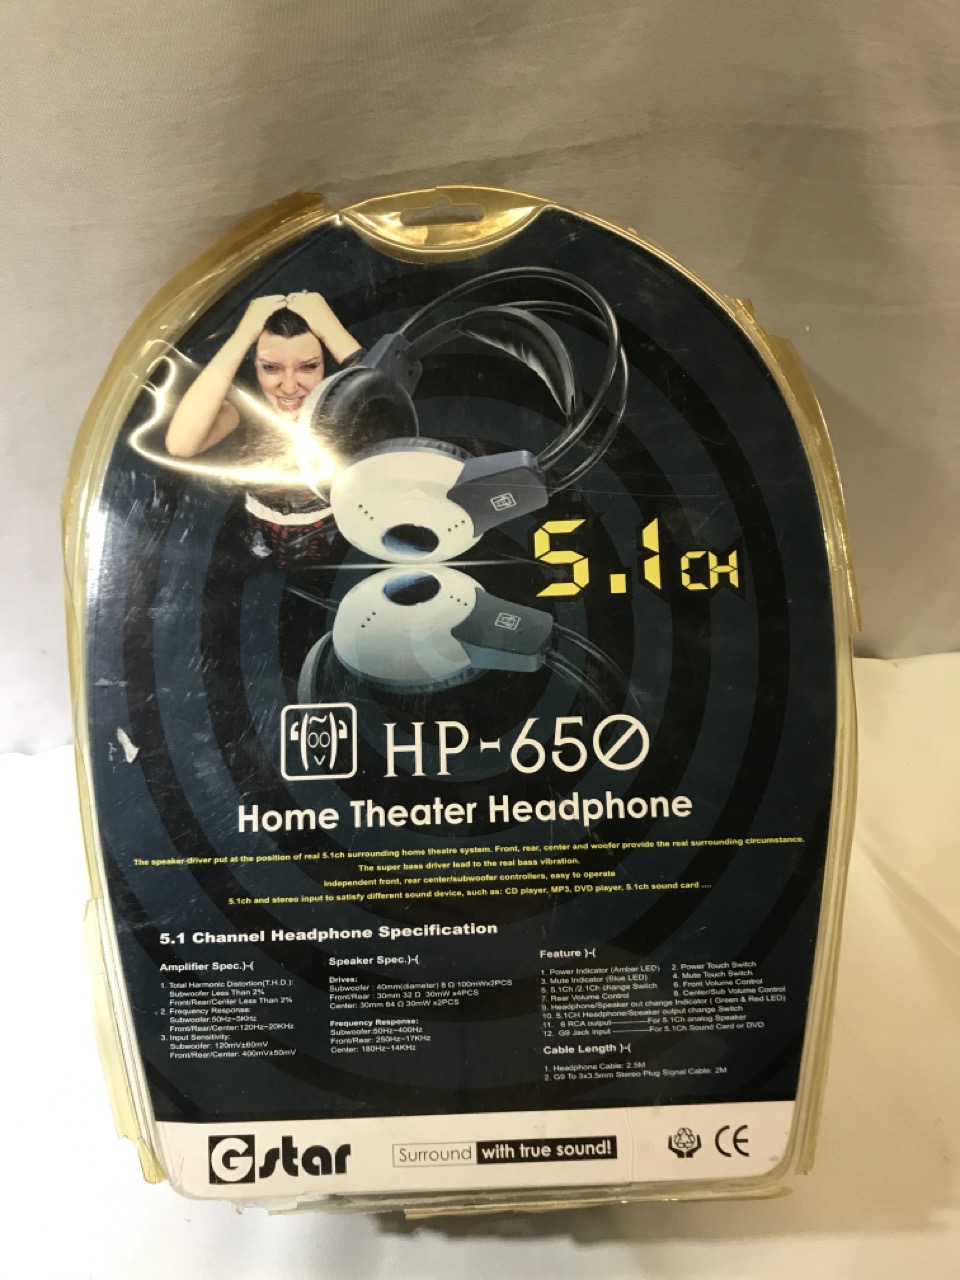 5.1CH
HP-650
Home Theater Headphone
The speaker driver put at the position of real 5.1ch surrounding home theatre system. Front, rear, center and woofer provide the real surrounding circumstance.
The super bass driver lead to the real bass vibration.
Independent front, rear center/subwoofer controllers, easy to operate
5.1ch and stereo input to satisfy different sound device, such as: CD player, MP3, DVD player, 5.1ch sound card ....
5.1 Channel Headphone Specification
Amplifier Spec.}-{
1. Total Harmonic Distortion(T.H.D.):
Subwoofer Less Than 2%
Front/Rear/Center Less Than 2%
2. Frequency Response:
Subwoofer:50Hz~5KHz
Front/Rear/Center:120Hz~20KHz
3. Input Sensitivity:
Subwoofer: 120mV±60mV
Front/Rear/Center: 400mV±50mV
Speaker Spec.}-{
Drives:
Subwoofer : 40mm(diameter) 8 Ω 100mWx2PCS
Front/Rear : 30mm 32 Ω 30mW x4PCS
Center: 30mm 64 Ω 30mW x2PCS
Frequency Response:
Subwoofer:50Hz~400Hz
Front/Rear: 250Hz~17KHz
Center: 180Hz~14KHz
Feature }-{
1. Power Indicator (Amber LED) 2. Power Touch Switch
3. Mute Indicator (Blue LED) 4. Mute Touch Switch
5. 5.1Ch /2.1Ch change Switch 6. Front Volume Control
7. Rear Volume Control 8. Center/Sub Volume Control
9. Headphone/Speaker out change Indicator ( Green & Red LED)
10. 5.1CH Headphone/Speaker output change Switch
11. 6 RCA output-----------For 5.1Ch analog Speaker
12. G9 Jack input ------------For 5.1Ch Sound Card or DVD
Cable Length }-{
1. Headphone Cable: 2.5M
2. G9 To 3x3.5mm Stereo Plug Signal Cable: 2M
Gstar
Surround with true sound!
CE